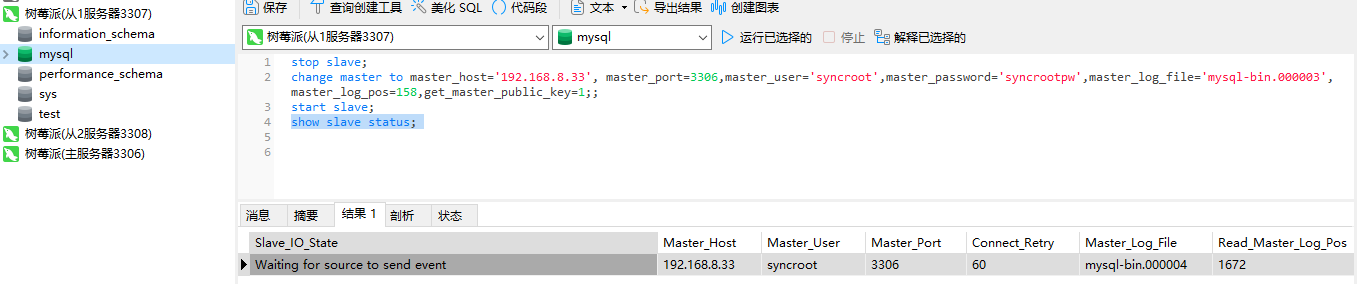 树莓派(从1服务器3307)
information_schema
mysql
performance_schema
sys
test
树莓派(从2服务器3308)
树莓派(主服务器3306)
保存 查询创建工具 美化 SQL () 代码段 文本 导出结果 创建图表
树莓派(从1服务器3307) mysql 运行已选择的 停止 解释已选择的
1 stop slave;
2 change master to master_host='192.168.8.33', master_port=3306,master_user='syncroot',master_password='syncrootpw',master_log_file='mysql-bin.000003',
master_log_pos=158,get_master_public_key=1;;
3 start slave;
4 show slave status;
5
6
消息 摘要 结果 1 剖析 状态
Slave_IO_State Master_Host Master_User Master_Port Connect_Retry Master_Log_File Read_Master_Log_Pos
Waiting for source to send event 192.168.8.33 syncroot 3306 60 mysql-bin.000004 1672